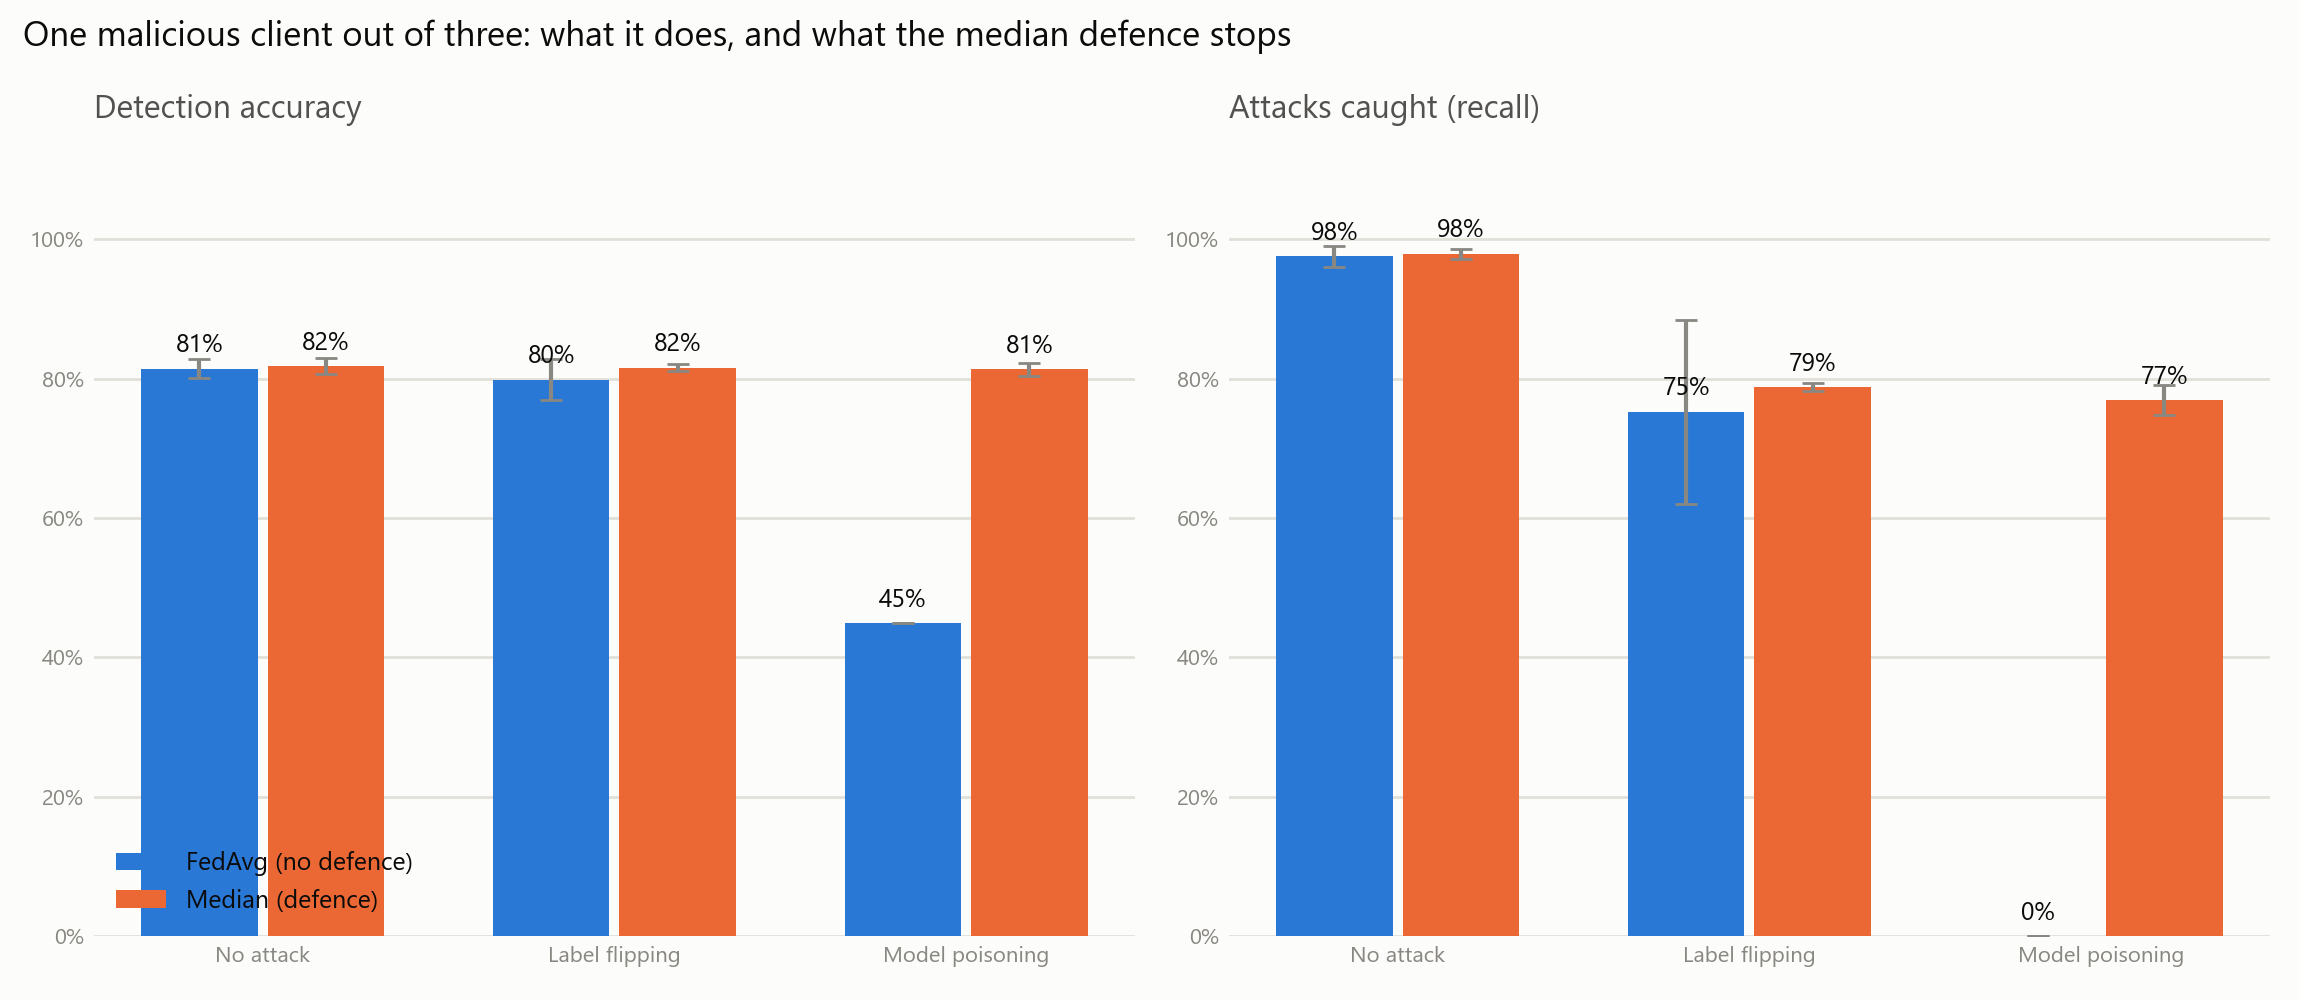 One malicious client out of three: what it does, and what the median defence stops
Detection accuracy
100%
80%
60%
40%
20%
0%
81%
82%
80%
82%
45%
81%
FedAvg (no defence)
Median (defence)
No attack
Label flipping
Model poisoning
Attacks caught (recall)
100%
80%
60%
40%
20%
0%
98%
98%
75%
79%
0%
77%
No attack
Label flipping
Model poisoning